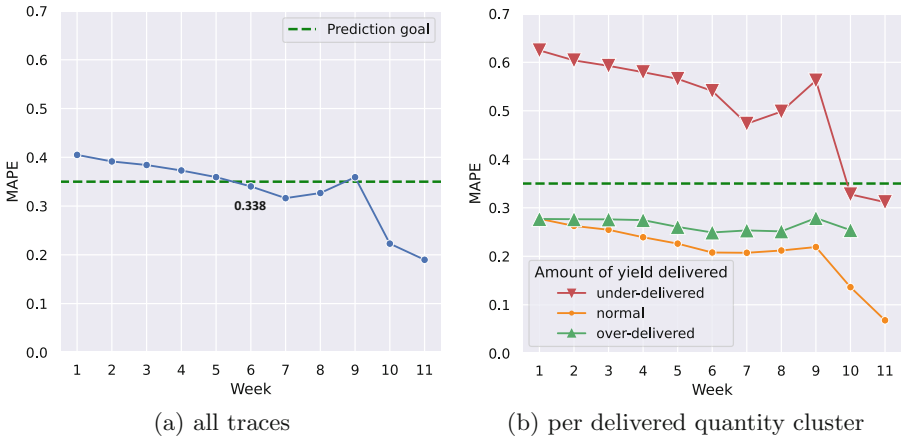 0.7
0.6
0.5
0.4
0.3
0.2
0.1
0.0
MAPE
Prediction goal
0.338
1 2 3 4 5 6 7 8 9 10 11
Week
(a) all traces
0.7
0.6
0.5
0.4
0.3
0.2
0.1
0.0
MAPE
Amount of yield delivered
under-delivered
normal
over-delivered
1 2 3 4 5 6 7 8 9 10 11
Week
(b) per delivered quantity cluster